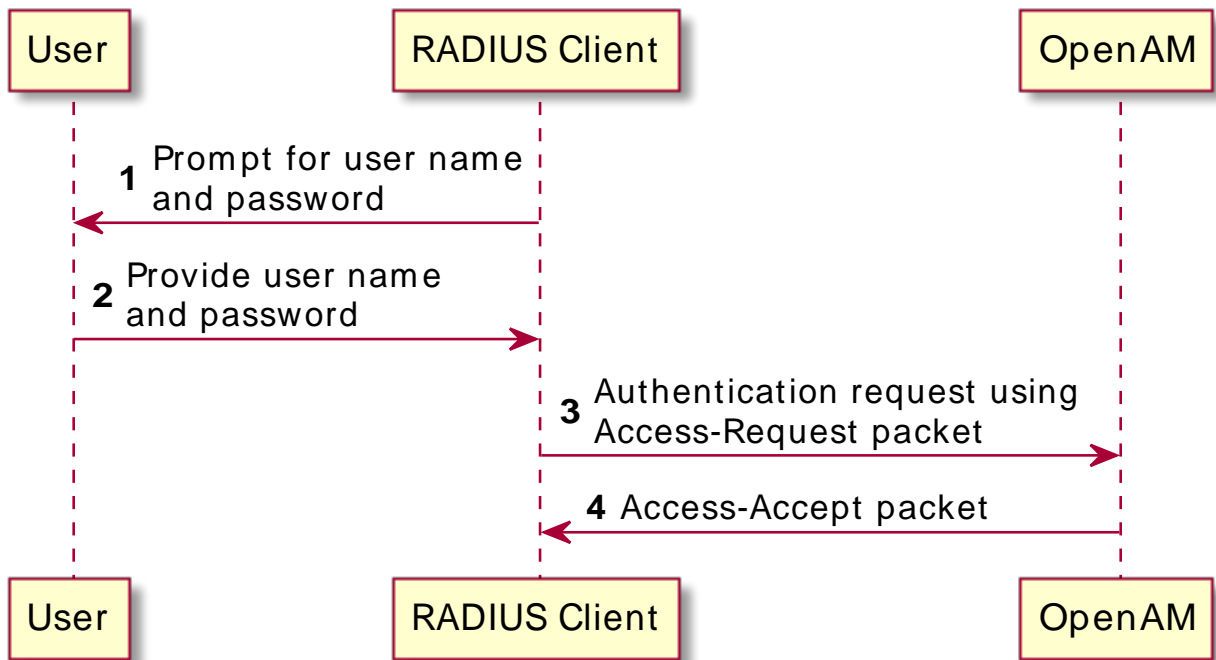 User
RADIUS Client
OpenAM
1 Prompt for user name
and password
2 Provide user name
and password
3 Authentication request using
Access-Request packet
4 Access-Accept packet
User
RADIUS Client
OpenAM